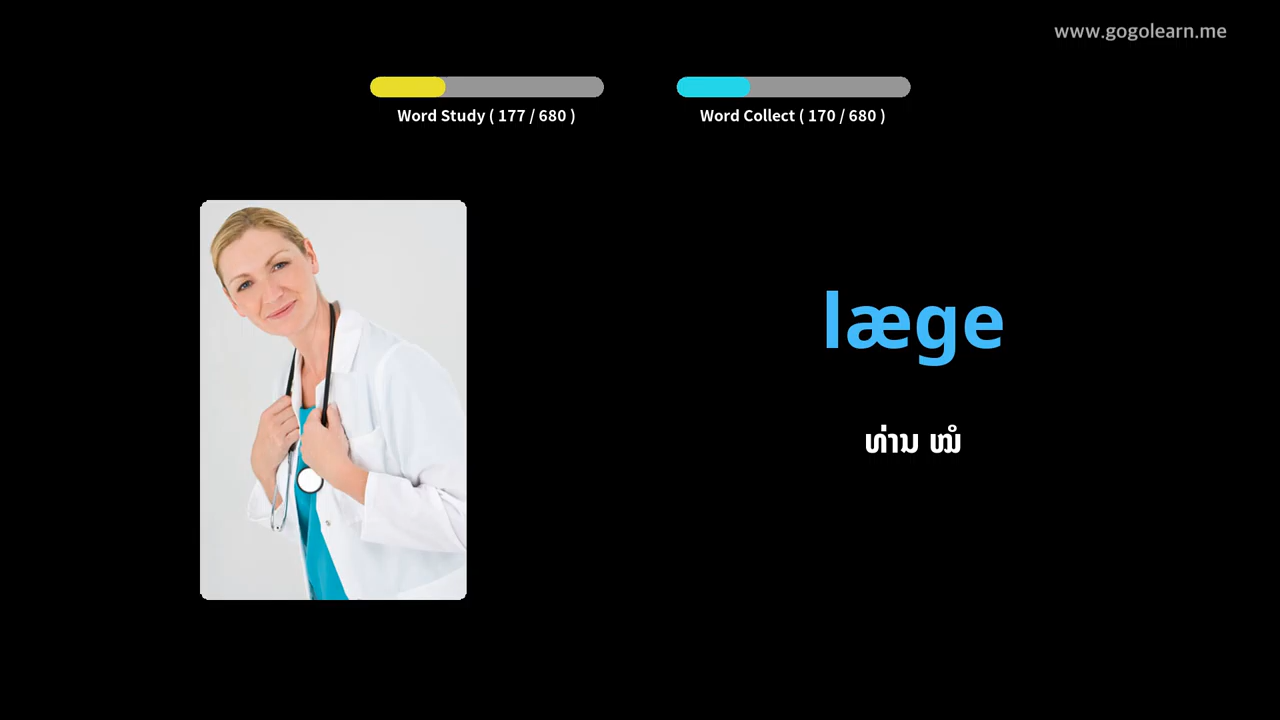 www.gogolearn.me
Word Study ( 177 / 680 )
Word Collect ( 170 / 680 )
læge
ທ່ານ ໝໍ